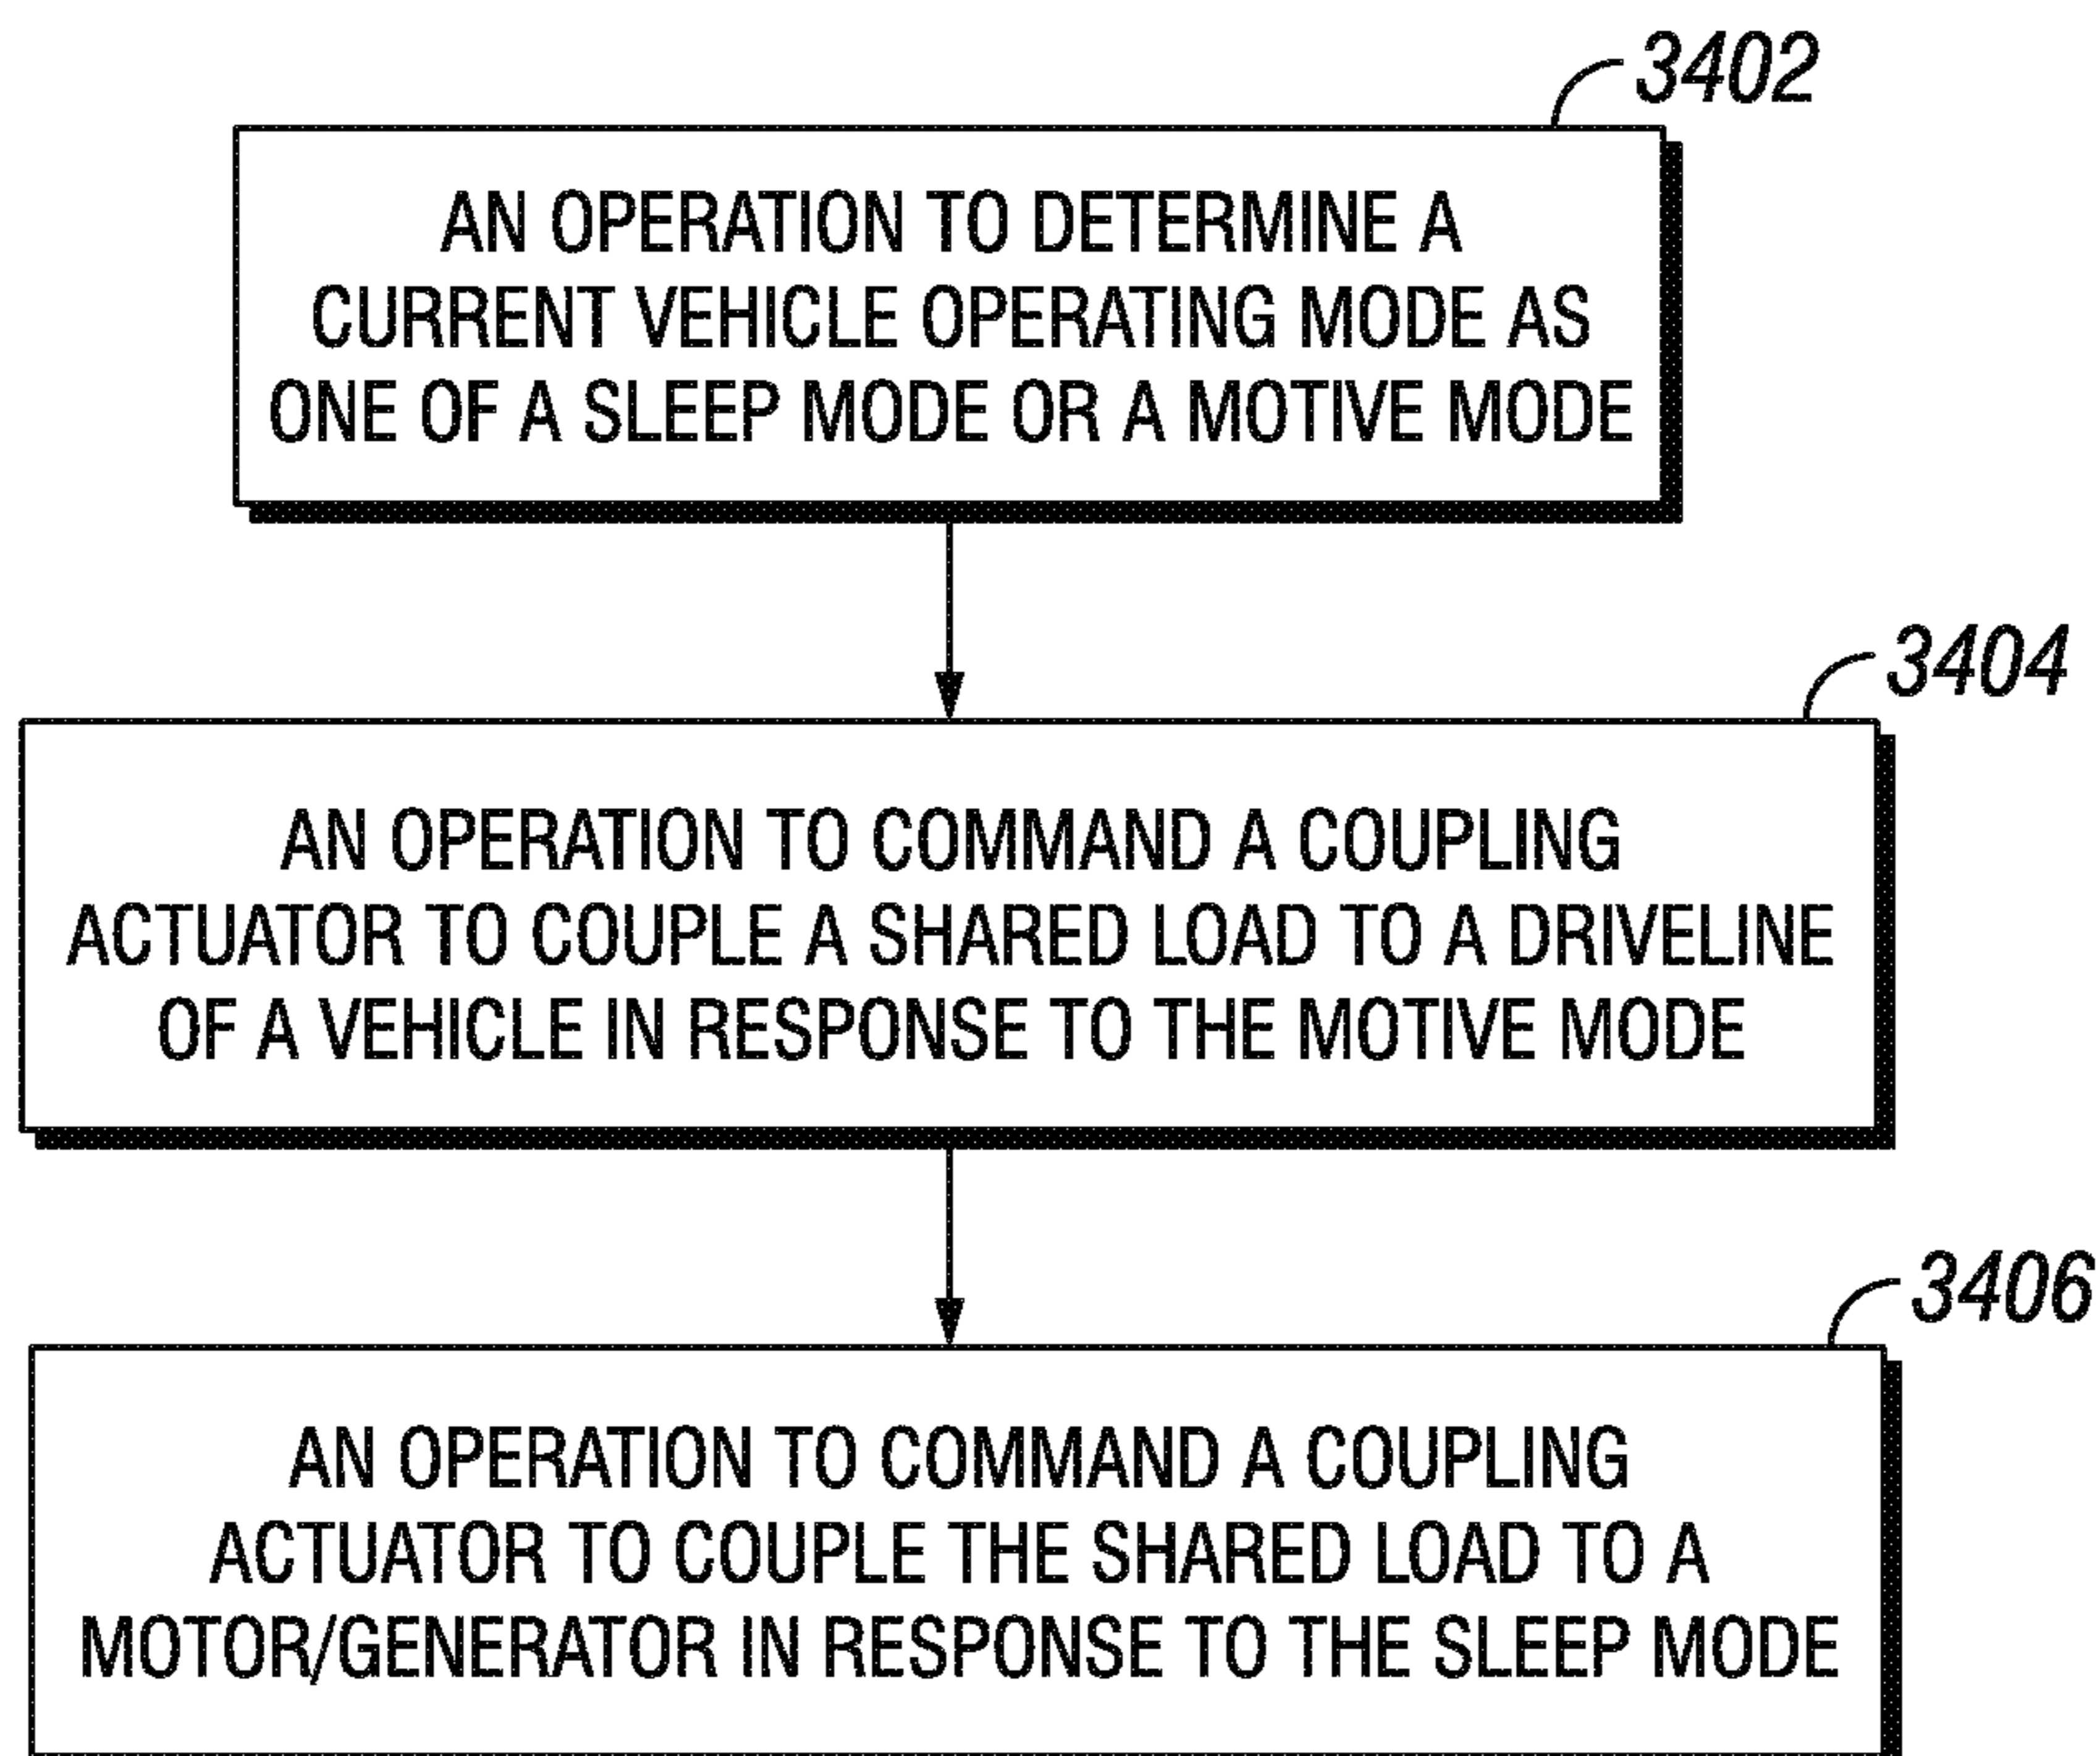 3402
AN OPERATION TO DETERMINE A
CURRENT VEHICLE OPERATING MODE AS
ONE OF A SLEEP MODE OR A MOTIVE MODE
3404
AN OPERATION TO COMMAND A COUPLING
ACTUATOR TO COUPLE A SHARED LOAD TO A DRIVELINE
OF A VEHICLE IN RESPONSE TO THE MOTIVE MODE
3406
AN OPERATION TO COMMAND A COUPLING
ACTUATOR TO COUPLE THE SHARED LOAD TO A
MOTOR/GENERATOR IN RESPONSE TO THE SLEEP MODE